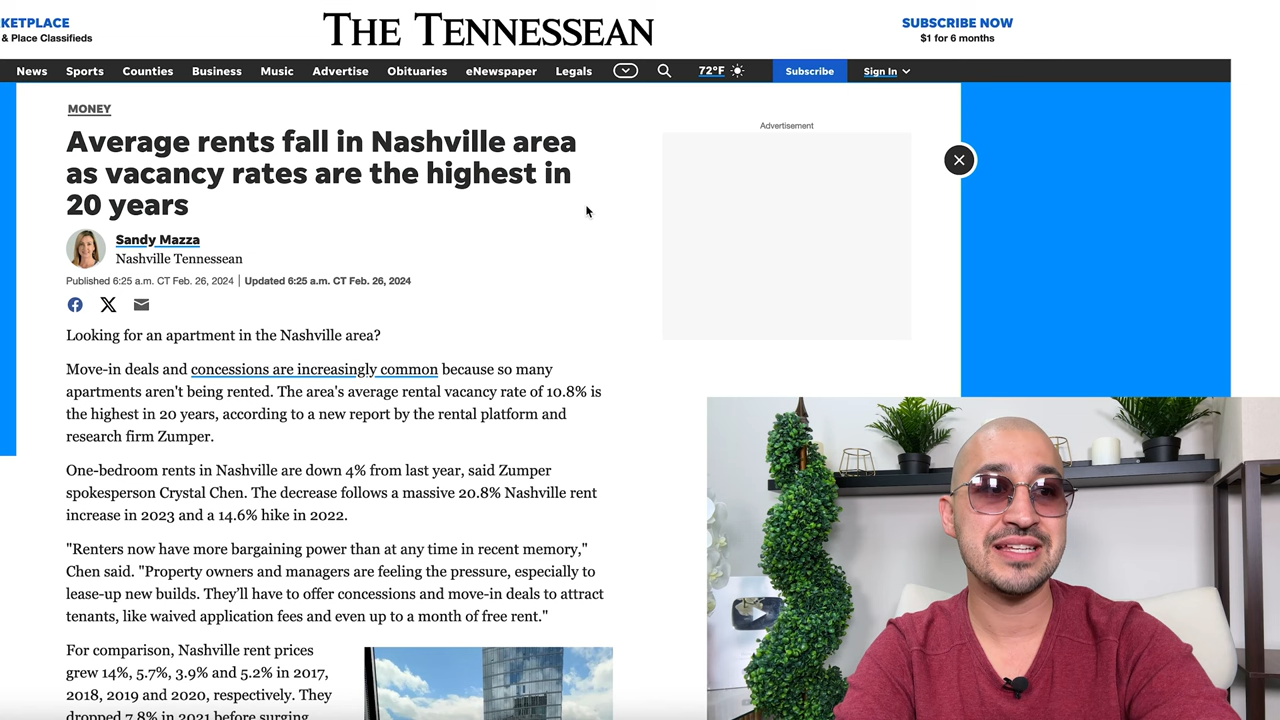 KETPLACE
& Place Classifieds
THE TENNESSEAN
SUBSCRIBE NOW
$1 for 6 months
News Sports Counties Business Music Advertise Obituaries eNewspaper Legals 72°F Subscribe Sign In
MONEY
Average rents fall in Nashville area
as vacancy rates are the highest in
20 years
Sandy Mazza
Nashville Tennessean
Published 6:25 a.m. CT Feb. 26, 2024 | Updated 6:25 a.m. CT Feb. 26, 2024
Looking for an apartment in the Nashville area?
Move-in deals and concessions are increasingly common because so many
apartments aren't being rented. The area's average rental vacancy rate of 10.8% is
the highest in 20 years, according to a new report by the rental platform and
research firm Zumper.
One-bedroom rents in Nashville are down 4% from last year, said Zumper
spokesperson Crystal Chen. The decrease follows a massive 20.8% Nashville rent
increase in 2023 and a 14.6% hike in 2022.
"Renters now have more bargaining power than at any time in recent memory,"
Chen said. "Property owners and managers are feeling the pressure, especially to
lease-up new builds. They'll have to offer concessions and move-in deals to attract
tenants, like waived application fees and even up to a month of free rent."
For comparison, Nashville rent prices
grew 14%, 5.7%, 3.9% and 5.2% in 2017,
2018, 2019 and 2020, respectively. They
dropped 7.8% in 2021 before surging
Advertisement